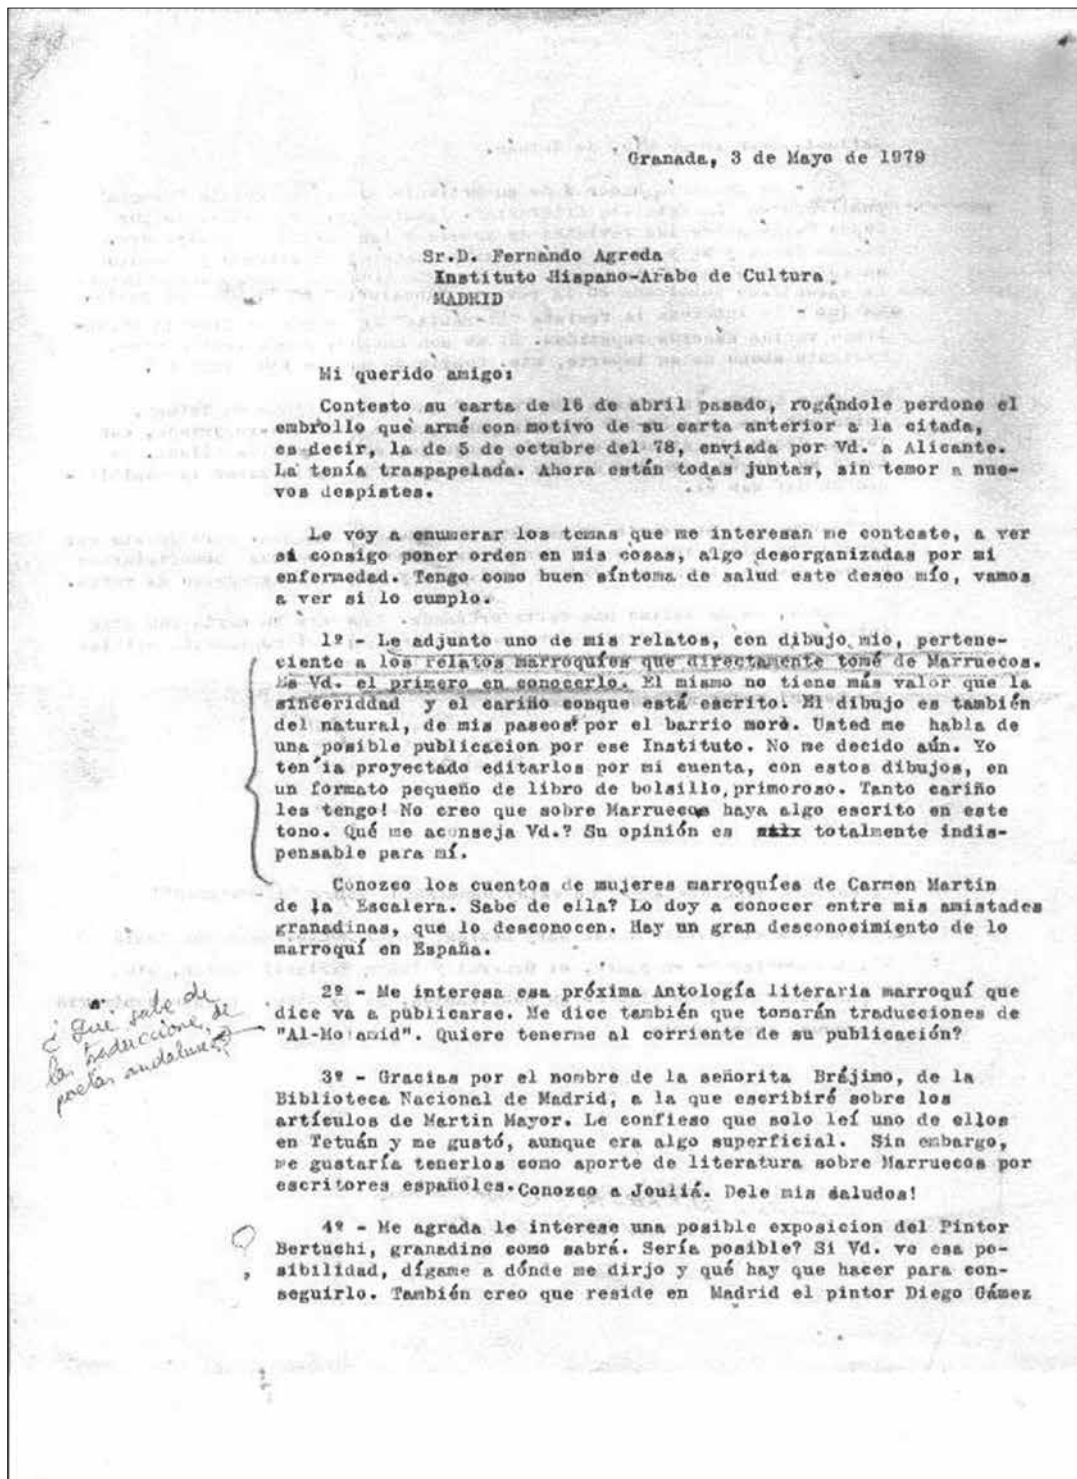 Granada, 3 de Mayo de 1979
Sr.D. Fernando Agreda
Instituto Hispano-Arabe de Cultura
MADRID
Mi querido amigo:
Contesto su carta de 16 de abril pasado, rogándole perdone el
embrollo que armé con motivo de su carta anterior a la citada,
es decir, la de 5 de octubre del 78, enviada por Vd. a Alicante.
La tenía traspapelada. Ahora están todas juntas, sin temor a nue-
vos despistes.
Le voy a enumerar los temas que me interesan me conteste, a ver
si consigo poner orden en mis cosas, algo desorganizadas por mi
enfermedad. Tengo como buen síntoma de salud este deseo mío, vamos
a ver si lo cumplo.
1º - Le adjunto uno de mis relatos, con dibujo mio, pertene-
ciente a los relatos marroquíes que directamente tomé de Marruecos.
Es Vd. el primero en conocerlo. El mismo no tiene más valor que la
sinceriddad y el cariño conque está escrito. El dibujo es también
del natural, de mis paseos por el barrio moro. Usted me habla de
una posible publicacion por ese Instituto. No me decido aún. Yo
ten´ia proyectado editarlos por mi cuenta, con estos dibujos, en
un formato pequeño de libro de bolsillo, primoroso. Tanto cariño
les tengo! No creo que sobre Marruecos haya algo escrito en este
tono. Qué me aconseja Vd.? Su opinión es totalmente indis-
pensable para mí.
Conozco los cuentos de mujeres marroquíes de Carmen Martin
de la Escalera. Sabe de ella? Lo doy a conocer entre mis amistades
granadinas, que lo desconocen. Hay un gran desconocimiento de lo
marroquí en España.
2º - Me interesa esa próxima Antología literaria marroquí que
dice va a públicarse. Me dice también que tomarán traducciones de
"Al-Motamid". Quiere tenerme al corriente de su publicación?
¿Qué sabe de
las traducciones de
poetas andaluces?
3º - Gracias por el nombre de la señorita Bràjimo, de la
Biblioteca Nacional de Madrid, a la que escribiré sobre los
artículos de Martin Mayor. Le confieso que solo leí uno de ellos
en Tetuán y me gustó, aunque era algo superficial. Sin embargo,
me gustaría tenerlos como aporte de literatura sobre Marruecos por
escritores españoles. Conozco a Jouliá. Dele mis saludos!
4º - Me agrada le interese una posible exposicion del Pintor
Bertuchi, granadino como sabrá. Sería posible? Si Vd. ve esa po-
sibilidad, dígame a dónde me dirjo y qué hay que hacer para con-
seguirlo. También creo que reside en Madrid el pintor Diego Gámez